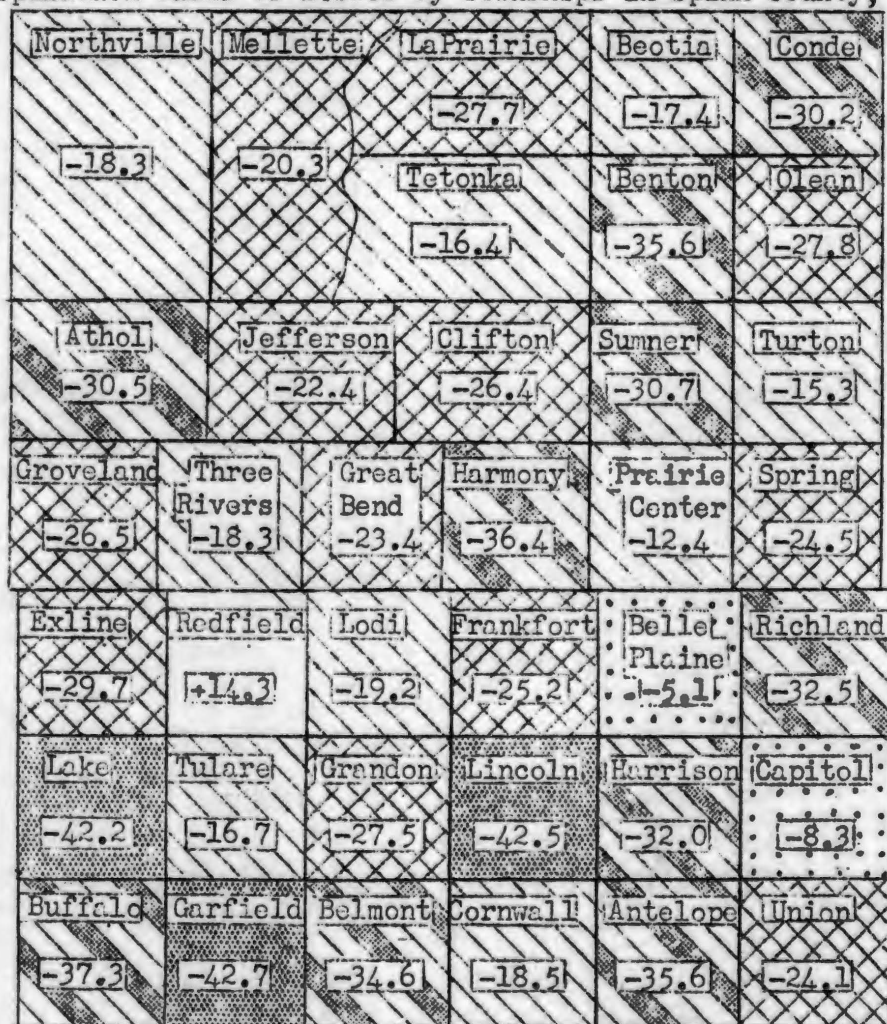 by Townships in Spink County,
Northville Mellette LaPrairie Beotia Conde
-27.7 -17.4 -30.2
-18.3 -20.3
Tetonka Benton Olean
-16.4 -35.6 -27.8
Athol Jefferson Clifton Sumner Turton
-30.5 -22.4 -26.4 -30.7 -15.3
Groveland Three Rivers Great Bend Harmony Prairie Center Spring
-26.5 -18.3 -23.4 -36.4 -12.4 -24.5
Exline Redfield Lodi Frankfort Belle Plaine Richland
-29.7 +14.3 -19.2 -25.2 -5.1 -32.5
Lake Tulare Crandon Lincoln Harrison Capitol
-42.2 -16.7 -27.5 -42.5 -32.0 -8.3
Buffalo Garfield Belmont Cornwall Antelope Union
-37.3 -42.7 -34.6 -18.5 -35.6 -24.1